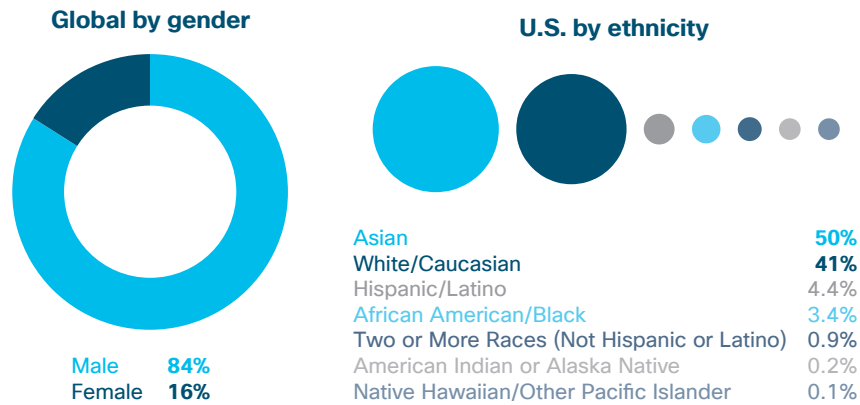 Global by gender
Male 84%
Female 16%
U.S. by ethnicity
Asian 50%
White/Caucasian 41%
Hispanic/Latino 4.4%
African American/Black 3.4%
Two or More Races (Not Hispanic or Latino) 0.9%
American Indian or Alaska Native 0.2%
Native Hawaiian/Other Pacific Islander 0.1%